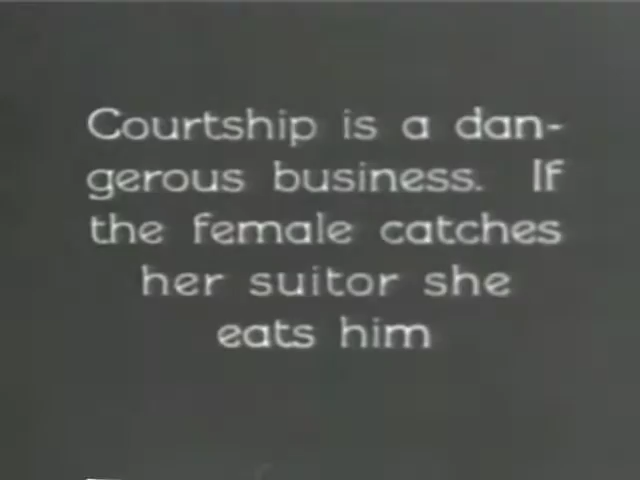 Courtship is a dan-
gerous business. If
the female catches
her suitor she
eats him